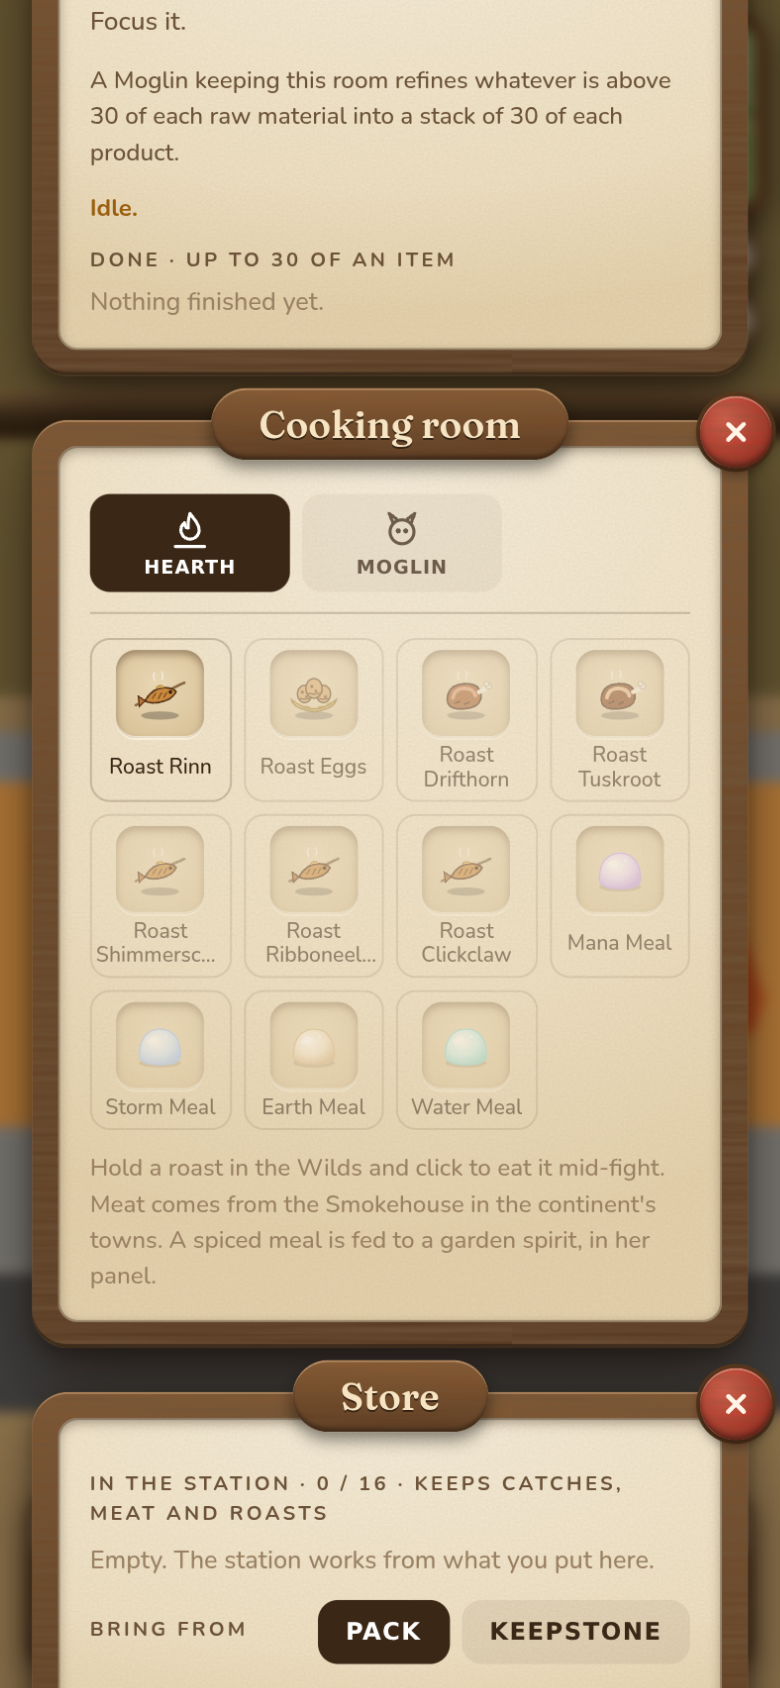 Focus it.
A Moglin keeping this room refines whatever is above
30 of each raw material into a stack of 30 of each
product.
Idle.
DONE · UP TO 30 OF AN ITEM
Nothing finished yet.
Cooking room
HEARTH
MOGLIN
Roast Rinn
Roast Eggs
Roast
Drifthorn
Roast
Tuskroot
Roast
Shimmersc...
Roast
Ribboneel...
Roast
Clickclaw
Mana Meal
Storm Meal
Earth Meal
Water Meal
Hold a roast in the Wilds and click to eat it mid-fight.
Meat comes from the Smokehouse in the continent's
towns. A spiced meal is fed to a garden spirit, in her
panel.
Store
IN THE STATION · 0 / 16 · KEEPS CATCHES,
MEAT AND ROASTS
Empty. The station works from what you put here.
BRING FROM
PACK
KEEPSTONE